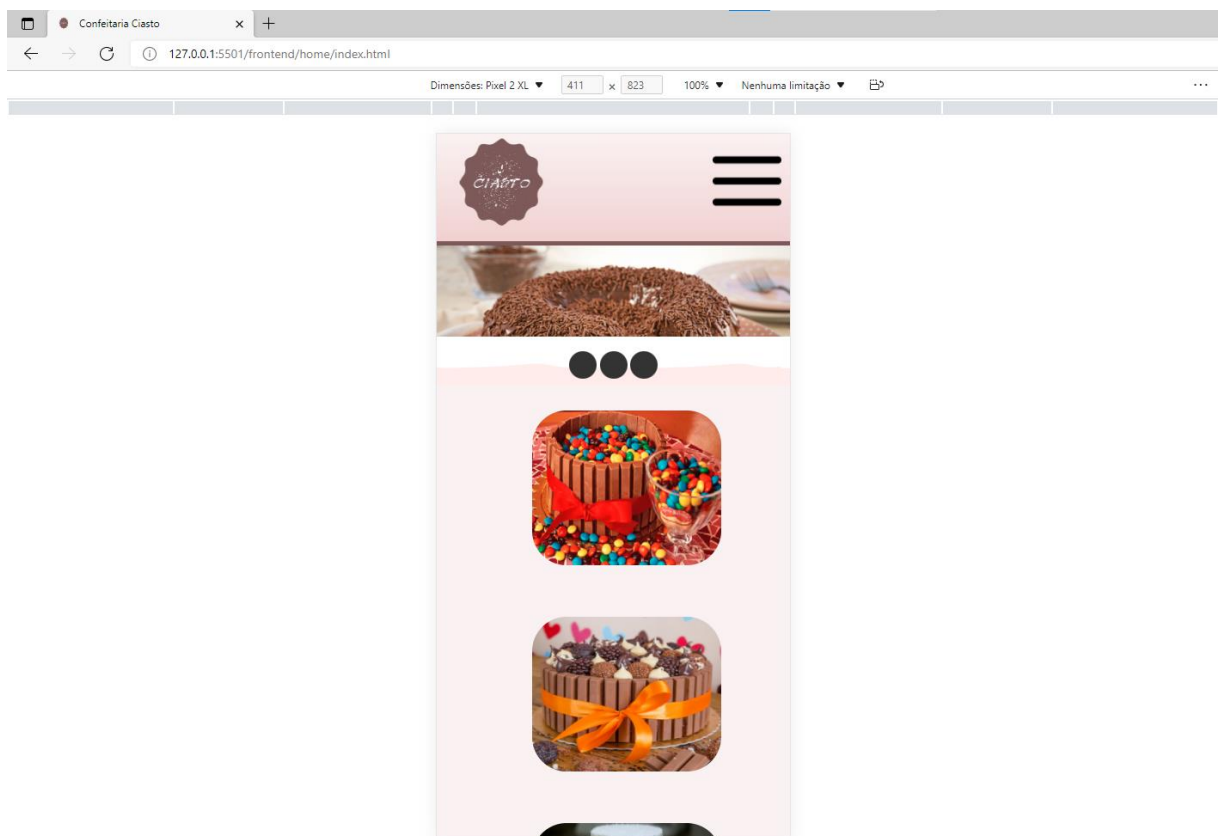 Confeitaria Ciasto
127.0.0.1:5501/frontend/home/index.html
Dimensões: Pixel 2 XL ▼ 411 x 823 100% ▼ Nenhuma limitação ▼
CIASTO